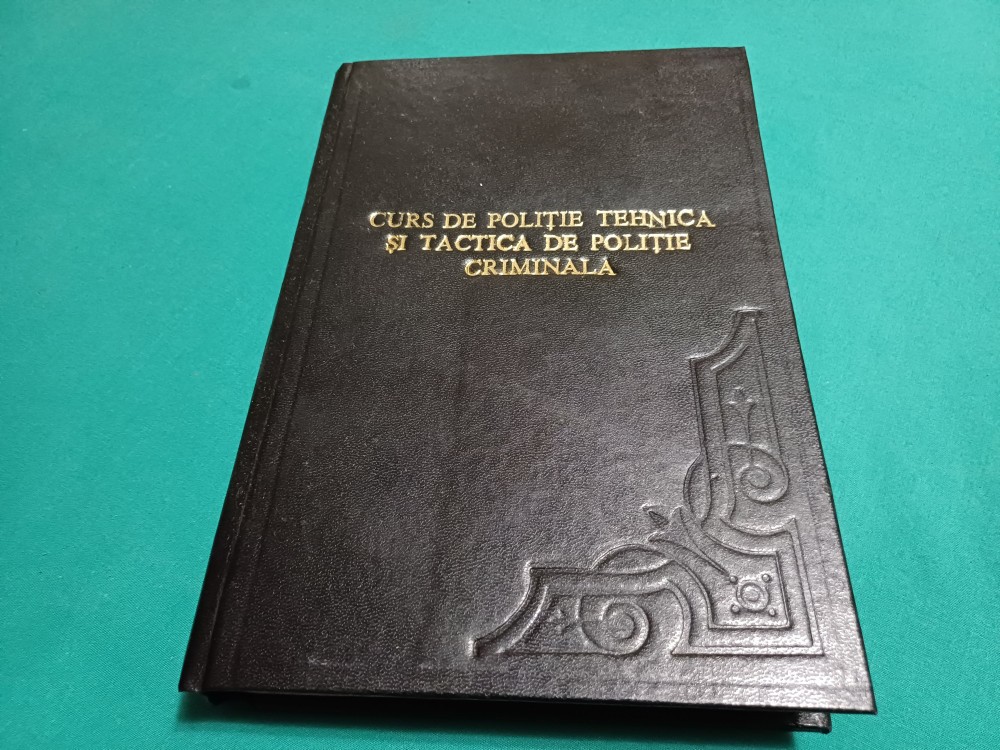 CURS DE POLIȚIE TEHNICA
ȘI TACTICA DE POLIȚIE
CRIMINALA